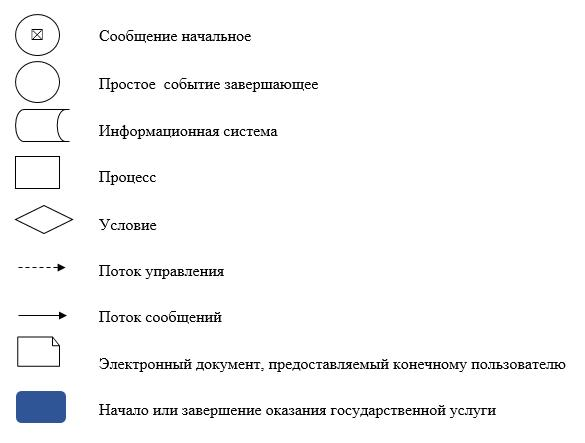 Сообщение начальное
Простое событие завершающее
Информационная система
Процесс
Условие
Поток управления
Поток сообщений
Электронный документ, предоставляемый конечному пользователю
Начало или завершение оказания государственной услуги